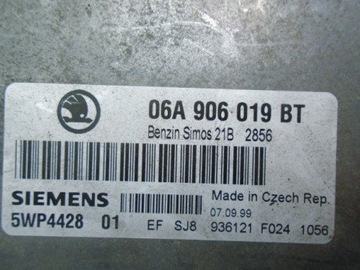 06A 906 019 BT
Benzin Simos 21B 2856
SIEMENS Made in Czech Rep.
07.09.99
5WP4428 01 EF SJ8 936121 F024 1056